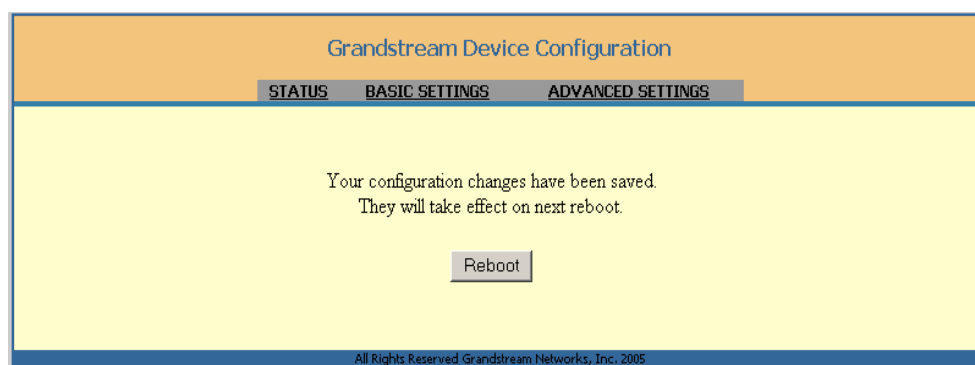 Grandstream Device Configuration
STATUS BASIC SETTINGS ADVANCED SETTINGS
Your configuration changes have been saved.
They will take effect on next reboot.
Reboot
All Rights Reserved Grandstream Networks, Inc. 2005